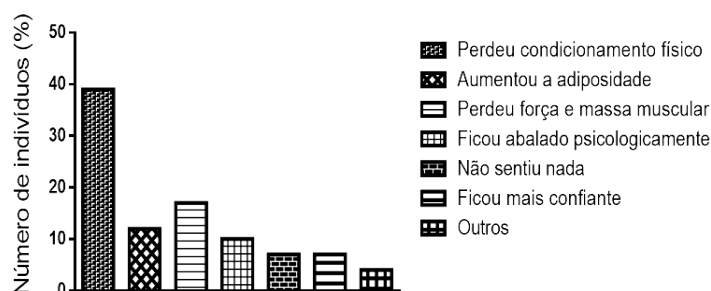 Número de indivíduos (%)
50
40
30
20
10
0
Perdeu condicionamento físico
Aumentou a adiposidade
Perdeu força e massa muscular
Ficou abalado psicologicamente
Não sentiu nada
Ficou mais confiante
Outros